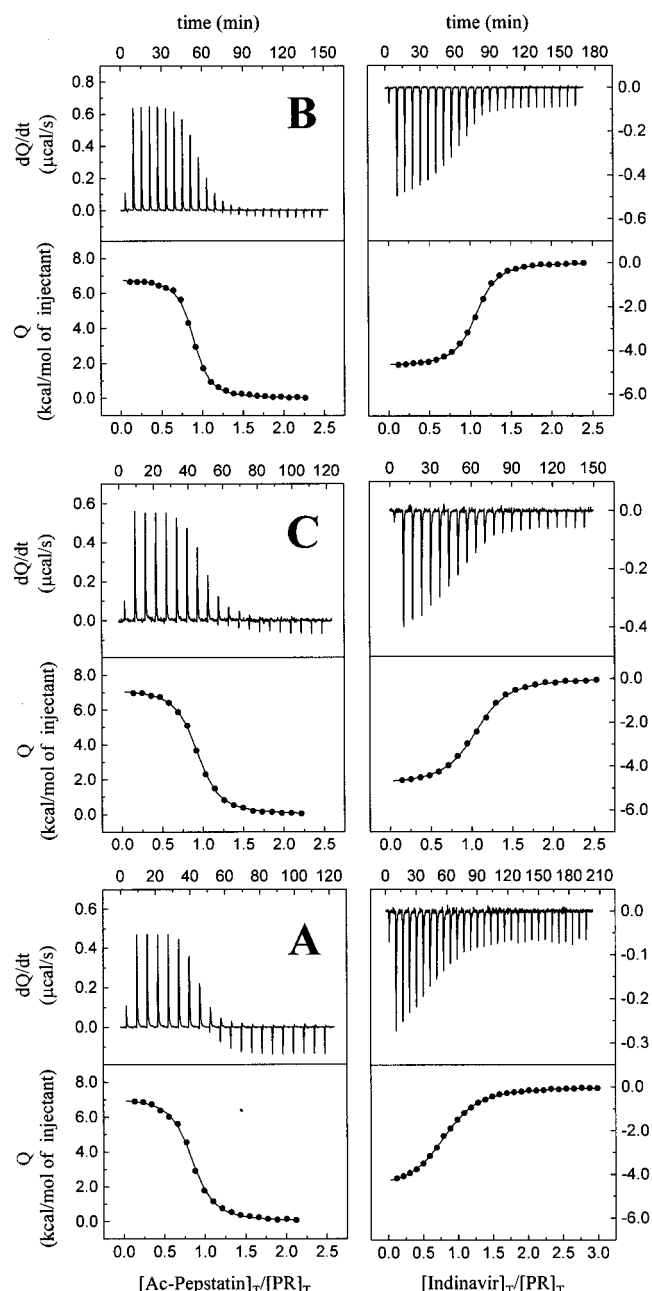 time (min) time (min)
0 30 60 90 120 150 0 30 60 90 120 150 180
0.8
0.6
0.4
0.2
0.0
dQ/dt
(μcal/s)
B
0.0
-0.2
-0.4
-0.6
8.0
6.0
4.0
2.0
0.0
Q
(kcal/mol of injectant)
0.0
-2.0
-4.0
-6.0
0.0 0.5 1.0 1.5 2.0 2.5 0.0 0.5 1.0 1.5 2.0 2.5
0 20 40 60 80 100 120 0 30 60 90 120 150
0.6
0.4
0.2
0.0
dQ/dt
(μcal/s)
C
0.0
-0.2
-0.4
8.0
6.0
4.0
2.0
0.0
Q
(kcal/mol of injectant)
0.0
-2.0
-4.0
-6.0
0.0 0.5 1.0 1.5 2.0 2.5 0.0 0.5 1.0 1.5 2.0 2.5
0 20 40 60 80 100 120 0 30 60 90 120 150 180 210
0.6
0.4
0.2
0.0
dQ/dt
(μcal/s)
A
0.0
-0.1
-0.2
-0.3
8.0
6.0
4.0
2.0
0.0
Q
(kcal/mol of injectant)
0.0
-2.0
-4.0
-6.0
0.0 0.5 1.0 1.5 2.0 2.5 0.0 0.5 1.0 1.5 2.0 2.5 3.0
[Ac-Pepstatin]T/[PR]T [Indinavir]T/[PR]T